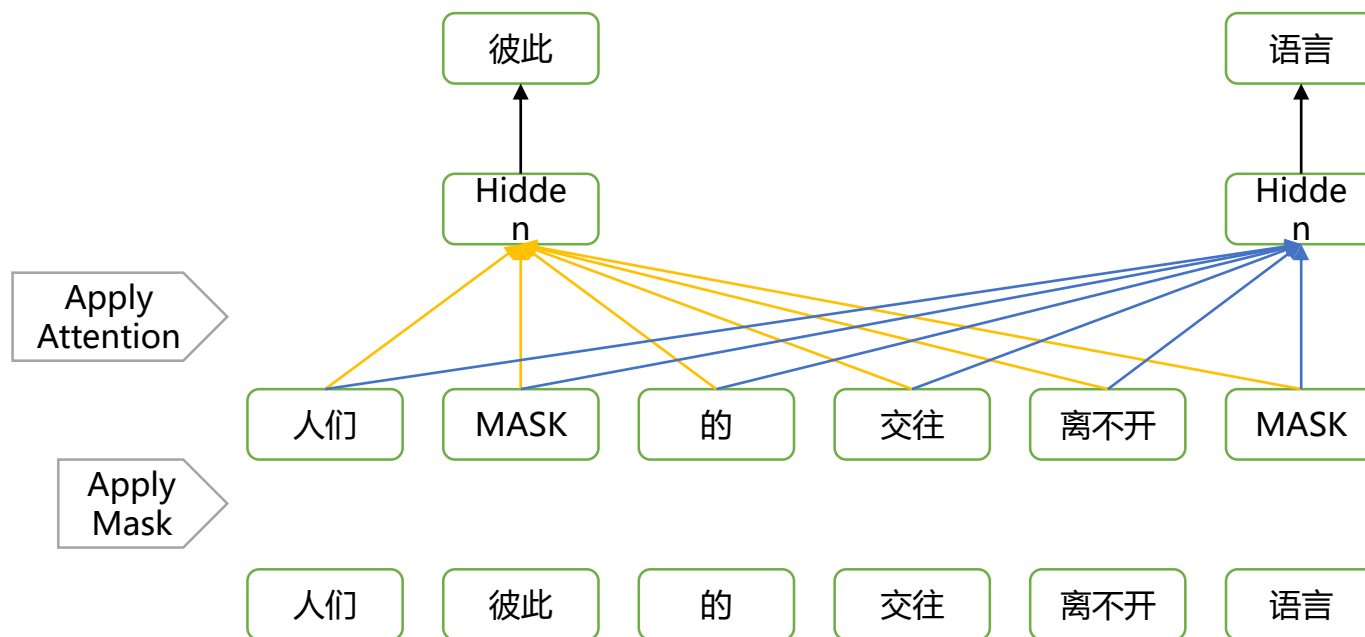 彼此
语言
Hidde
n
Hidde
n
Apply
Attention
人们
MASK
的
交往
离不开
MASK
Apply
Mask
人们
彼此
的
交往
离不开
语言